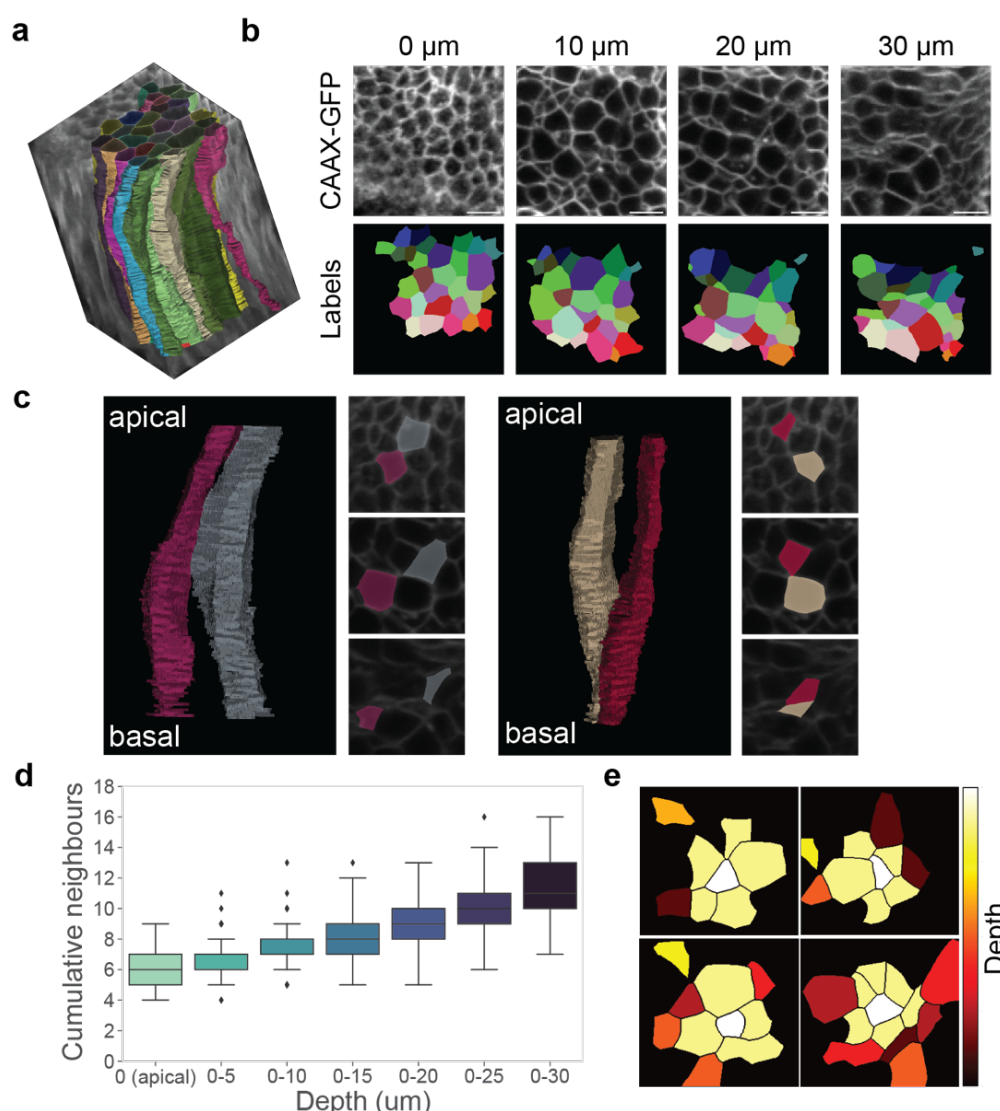 a
b
0 μm
10 μm
20 μm
30 μm
CAAX-GFP
Labels
c
apical
basal
apical
basal
d
Cumulative neighbours
18
16
14
12
10
8
6
4
2
0
0 (apical)
0-5
0-10
0-15
0-20
0-25
0-30
Depth (um)
e
Depth